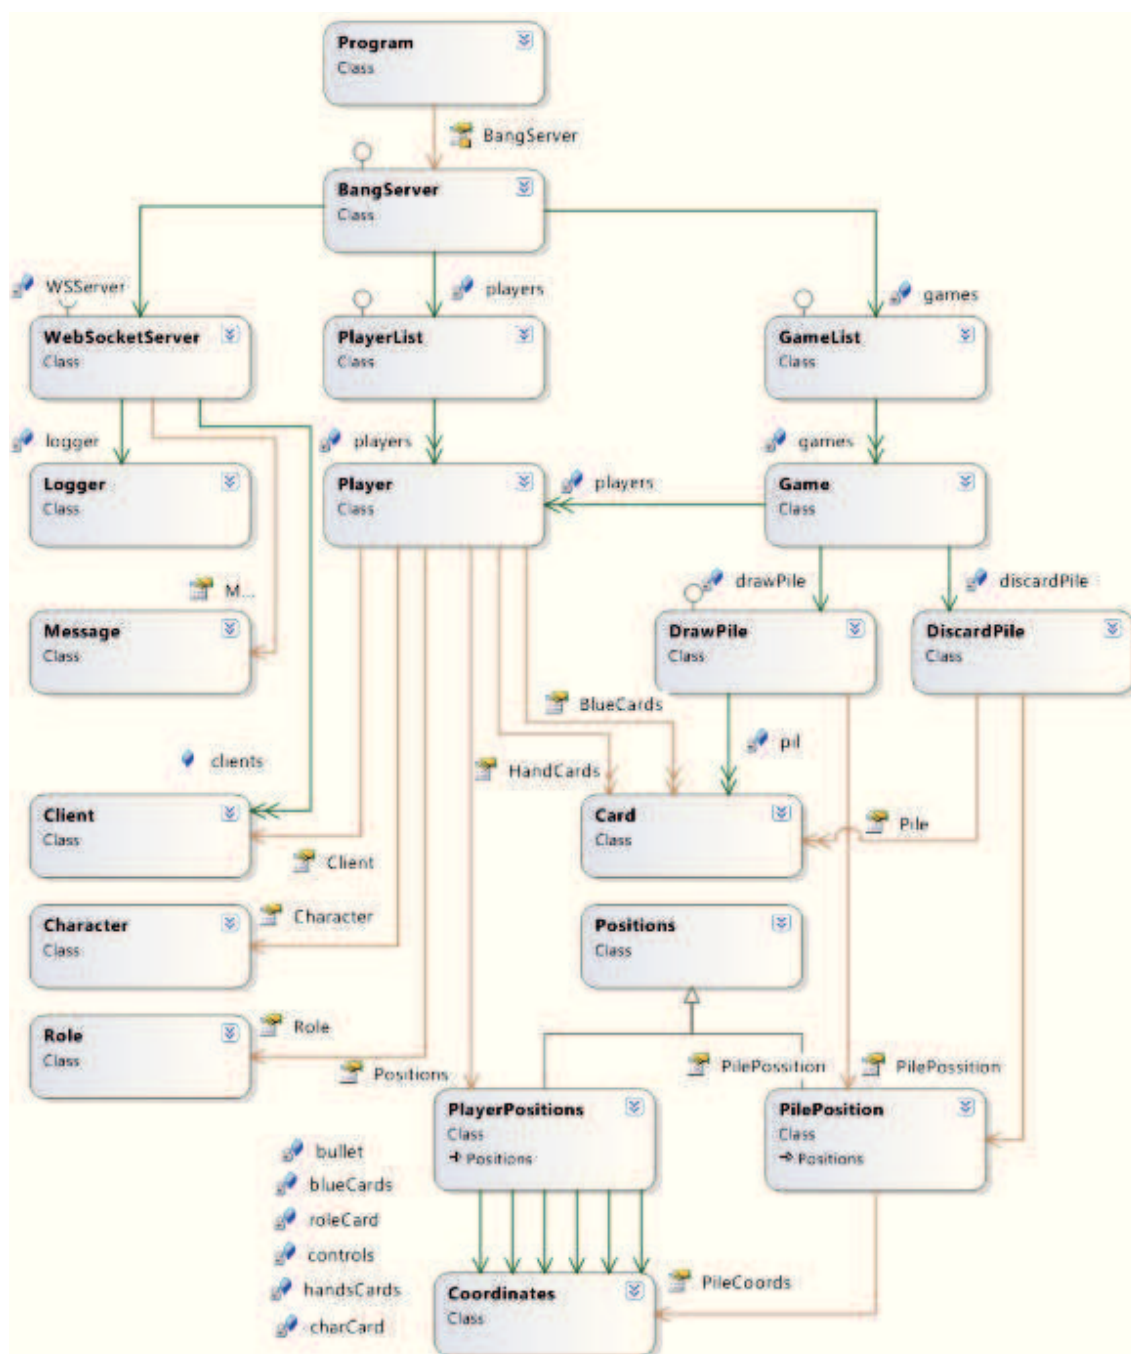 Program
Class
BangServer
BangServer
Class
WSServer
players
games
WebSocketServer
Class
PlayerList
Class
GameList
Class
logger
players
games
Logger
Class
Player
Class
players
Game
Class
M...
drawPile
discardPile
Message
Class
DrawPile
Class
DiscardPile
Class
BlueCards
pil
clients
HandCards
Client
Class
Card
Class
Pile
Client
Character
Class
Character
Positions
Class
Role
Class
Role
Positions
PilePossition
PilePossition
PlayerPositions
Class
Positions
PilePosition
Class
Positions
bullet
blueCards
roleCard
controls
handsCards
charCard
Coordinates
Class
PileCoords